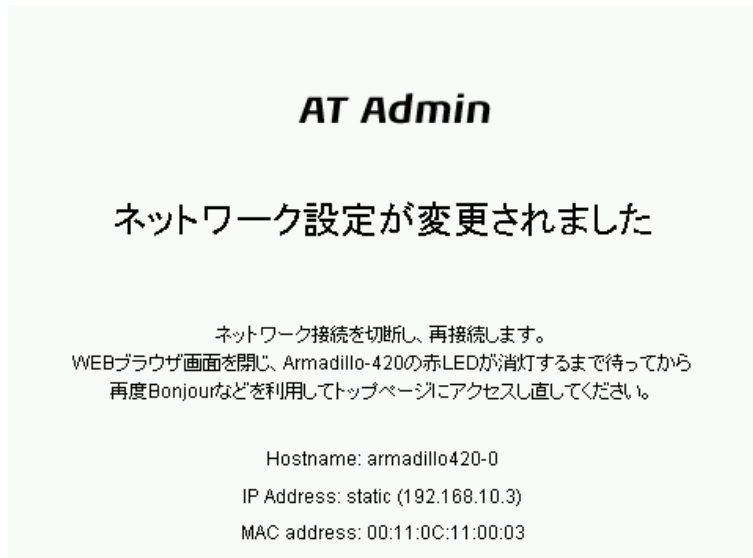 AT Admin
ネットワーク設定が変更されました
ネットワーク接続を切断し、再接続します。
WEBブラウザ画面を閉じ、Armadillo-420の赤LEDが消灯するまで待ってから
再度Bonjourなどを利用してトップページにアクセスし直してください。
Hostname: armadillo420-0
IP Address: static (192.168.10.3)
MAC address: 00:11:0C:11:00:03